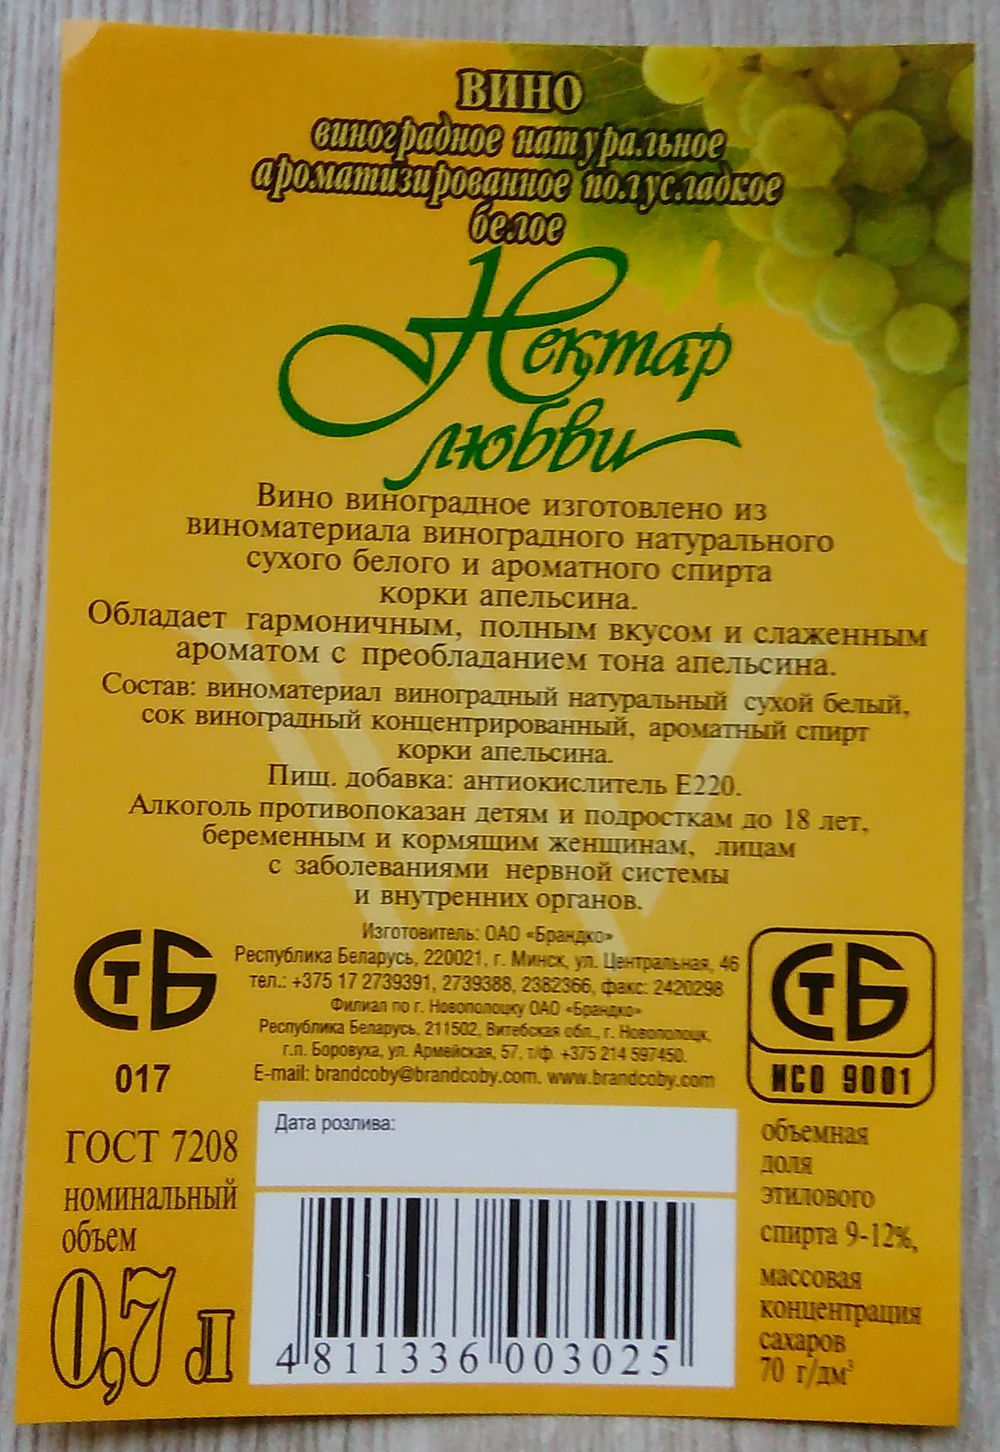 ВИНО
виноградное натуральное
ароматизированное полусладкое
белое
Нектар
любви
Вино виноградное изготовлено из
виноматериала виноградного натурального
сухого белого и ароматного спирта
корки апельсина.
Обладает гармоничным, полным вкусом и слаженным
ароматом с преобладанием тона апельсина.
Состав: виноматериал виноградный натуральный сухой белый,
сок виноградный концентрированный, ароматный спирт
корки апельсина.
Пищ. добавка: антиокислитель Е220.
Алкоголь противопоказан детям и подросткам до 18 лет,
беременным и кормящим женщинам, лицам
с заболеваниями нервной системы
и внутренних органов.
Изготовитель: ОАО «Брандко»
Республика Беларусь, 220021, г. Минск, ул. Центральная, 46
тел.: +375 17 2739391, 2739388, 2382366, факс: 2420298
Филиал по г. Новополоцку ОАО «Брандко»
Республика Беларусь, 211502, Витебская обл., г. Новополоцк,
г.п. Боровуха, ул. Армейская, 57, т/ф. +375 214 597450.
E-mail: brandcoby@brandcoby.com. www.brandcoby.com
СТБ
017
СТБ
ИСО 9001
ГОСТ 7208
номинальный
объем
0,7 л
Дата розлива:
4 811336 003025
объемная
доля
этилового
спирта 9-12%,
массовая
концентрация
сахаров
70 г/дм³